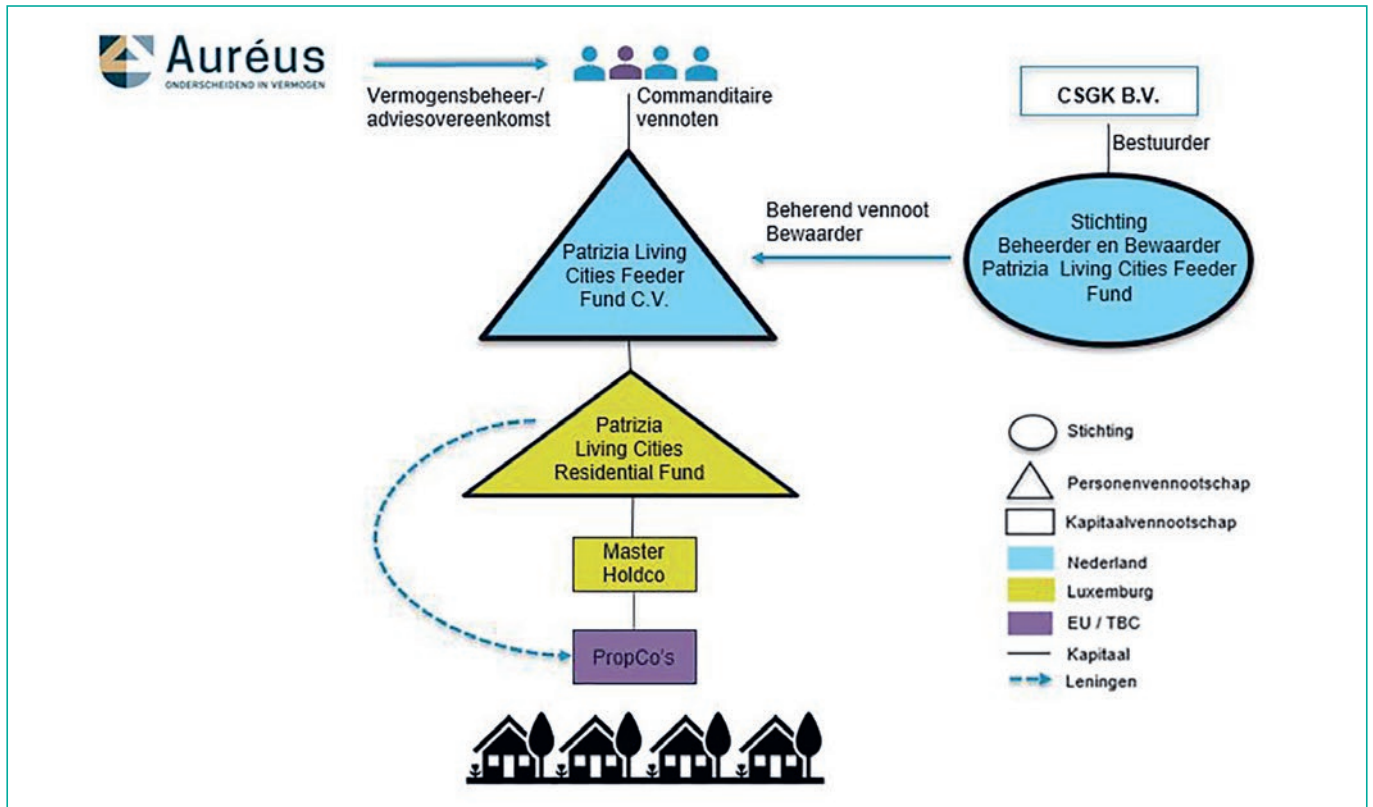 Auréus
ONDERSCHEIDEND IN VERMOGEN
Vermogensbeheer-/
adviesovereenkomst
Commanditaire
vennoten
CSGK B.V.
Bestuurder
Beherend vennoot
Bewaarder
Stichting
Beheerder en Bewaarder
Patrizia Living Cities Feeder
Fund
Patrizia Living
Cities Feeder
Fund C.V.
Patrizia
Living Cities
Residential Fund
Master
Holdco
PropCo's
Stichting
Personenvennootschap
Kapitaalvennootschap
Nederland
Luxemburg
EU / TBC
Kapitaal
Leningen